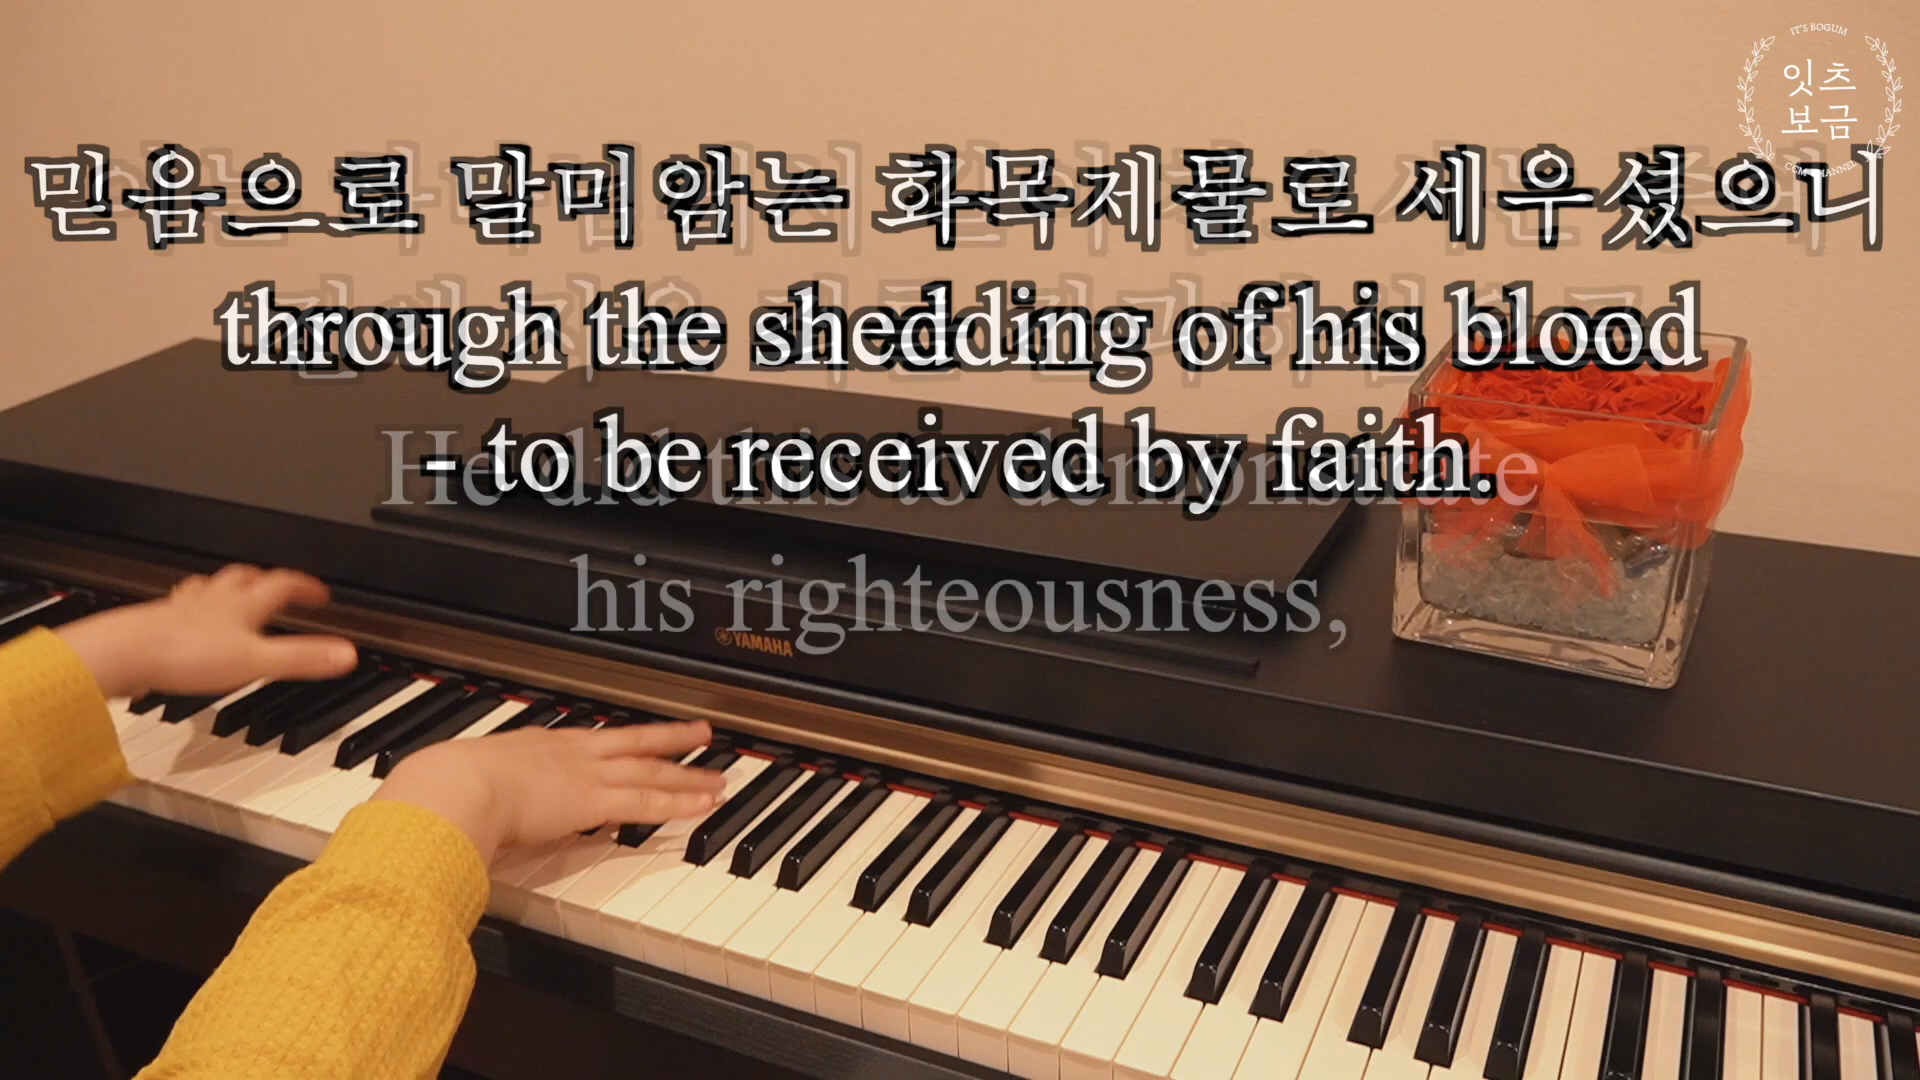 IT'S BOGUM
잇츠
보금
CCM CHANNEL
믿음으로 말미암는 화목제물로 세우셨으니
through the shedding of his blood
- to be received by faith.
He did this to demonstrate
his righteousness,
YAMAHA